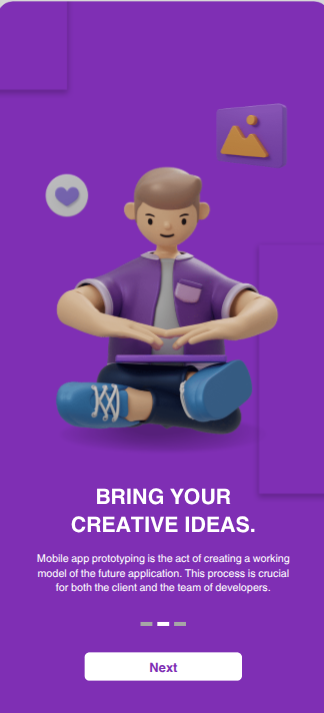 BRING YOUR
CREATIVE IDEAS.
Mobile app prototyping is the act of creating a working
model of the future application. This process is crucial
for both the client and the team of developers.
Next